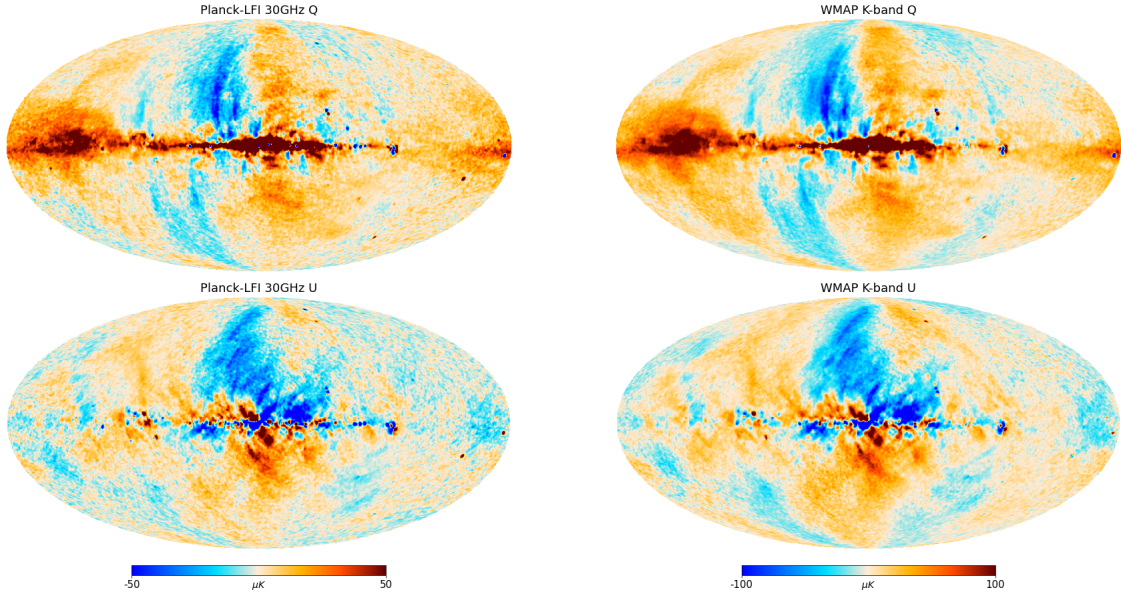 Planck-LFI 30GHz Q
WMAP K-band Q
Planck-LFI 30GHz U
WMAP K-band U
-50 μK 50
-100 μK 100